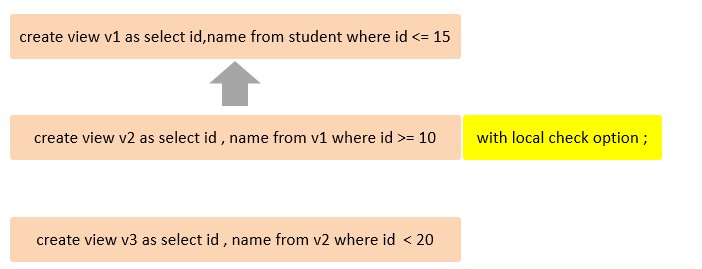 create view v1 as select id,name from student where id <= 15
create view v2 as select id , name from v1 where id >= 10 with local check option ;
create view v3 as select id , name from v2 where id  < 20